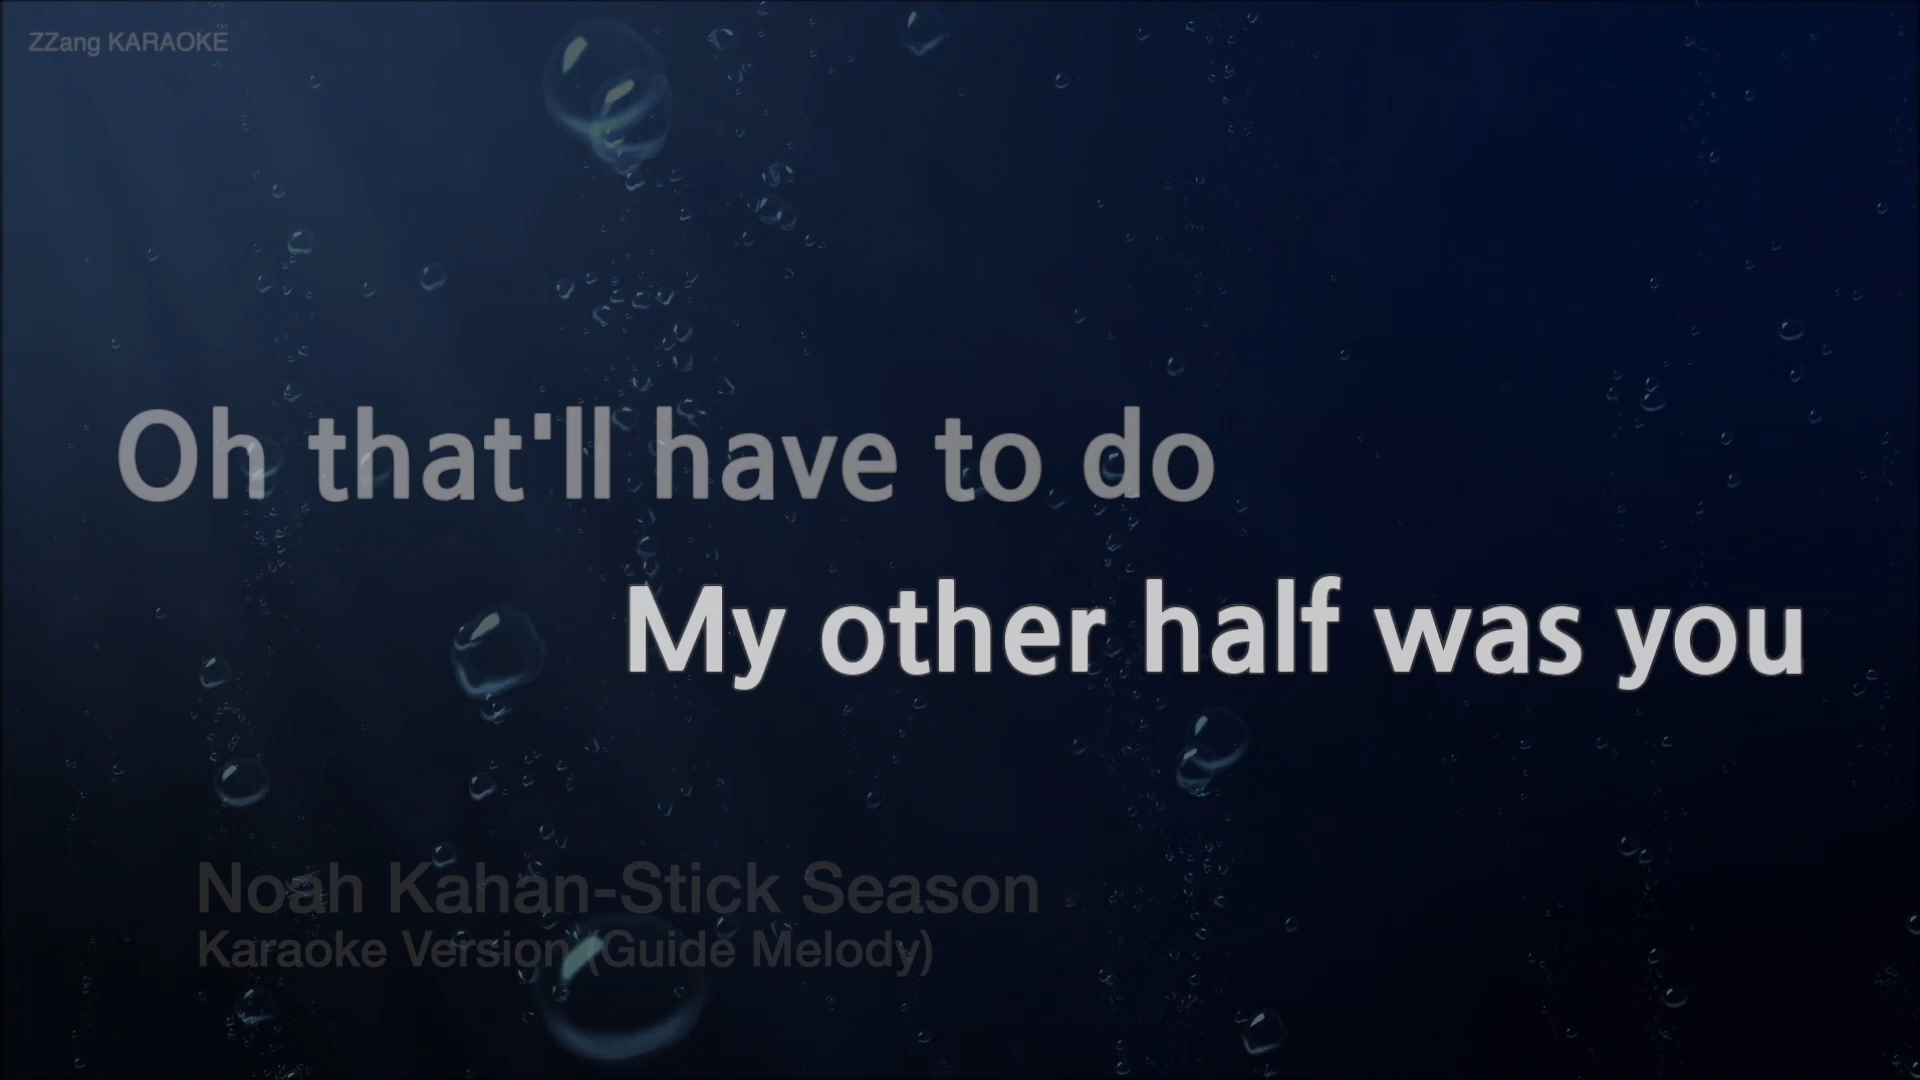 ZZang KARAOKE
Oh that'll have to do
My other half was you
Noah Kahan-Stick Season
Karaoke Version (Guide Melody)